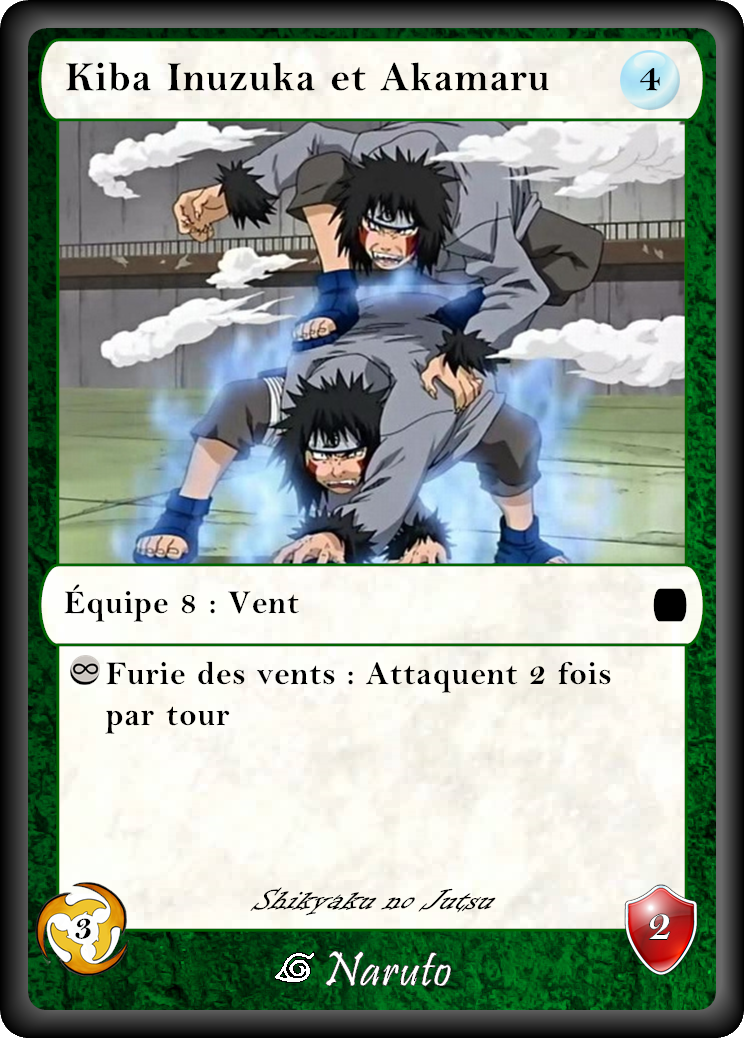 Kiba Inuzuka et Akamaru
4
Équipe 8 : Vent
∞ Furie des vents : Attaquent 2 fois
par tour
Shikyaku no Jutsu
3
2
Naruto